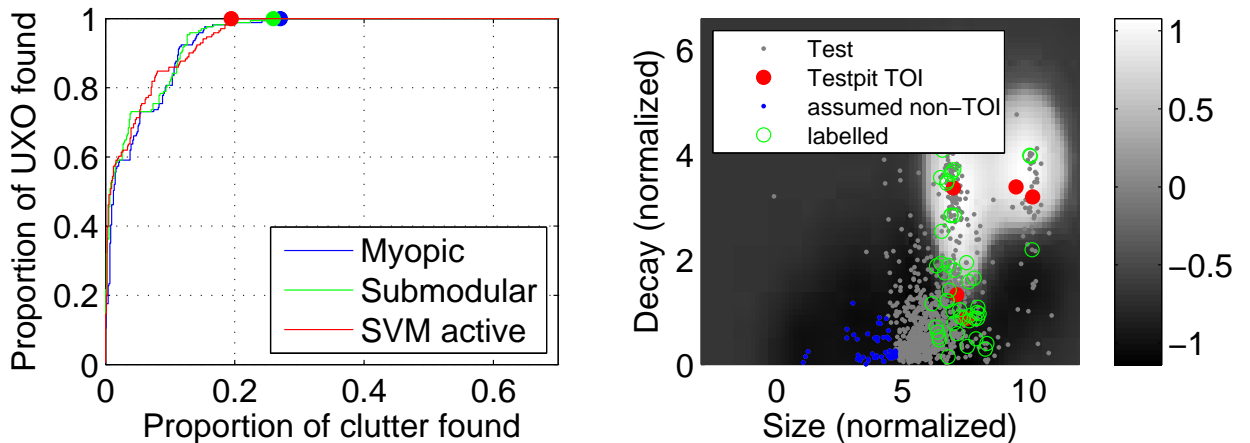 Proportion of UXO found
1
0.8
0.6
0.4
0.2
0
0
0.2
0.4
0.6
Proportion of clutter found
Myopic
Submodular
SVM active
Decay (normalized)
6
4
2
0
0
5
10
Size (normalized)
Test
Testpit TOI
assumed non−TOI
labelled
1
0.5
0
−0.5
−1